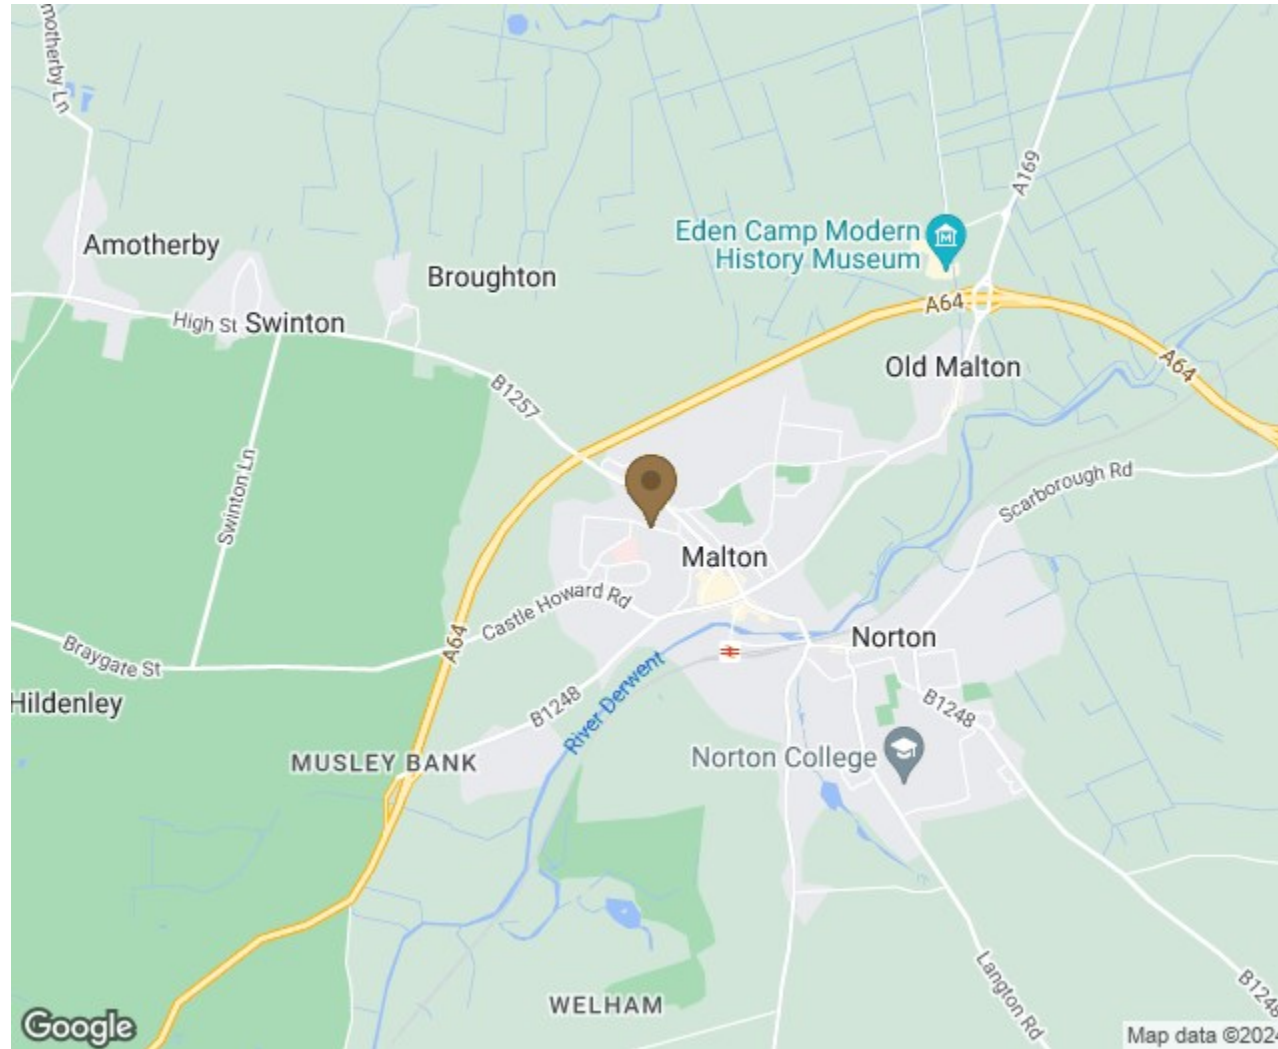 motherby Ln
A169
Eden Camp Modern
History Museum
Amotherby
Broughton
A64
High St
Swinton
Old Malton
A64
B1257
Swinton Ln
Scarborough Rd
Malton
Castle Howard Rd
A64
Norton
Braygate St
River Derwent
B1248
Hildenley
B1248
MUSLEY BANK
Norton College
WELHAM
Langton Rd
B1248
Google
Map data ©2024